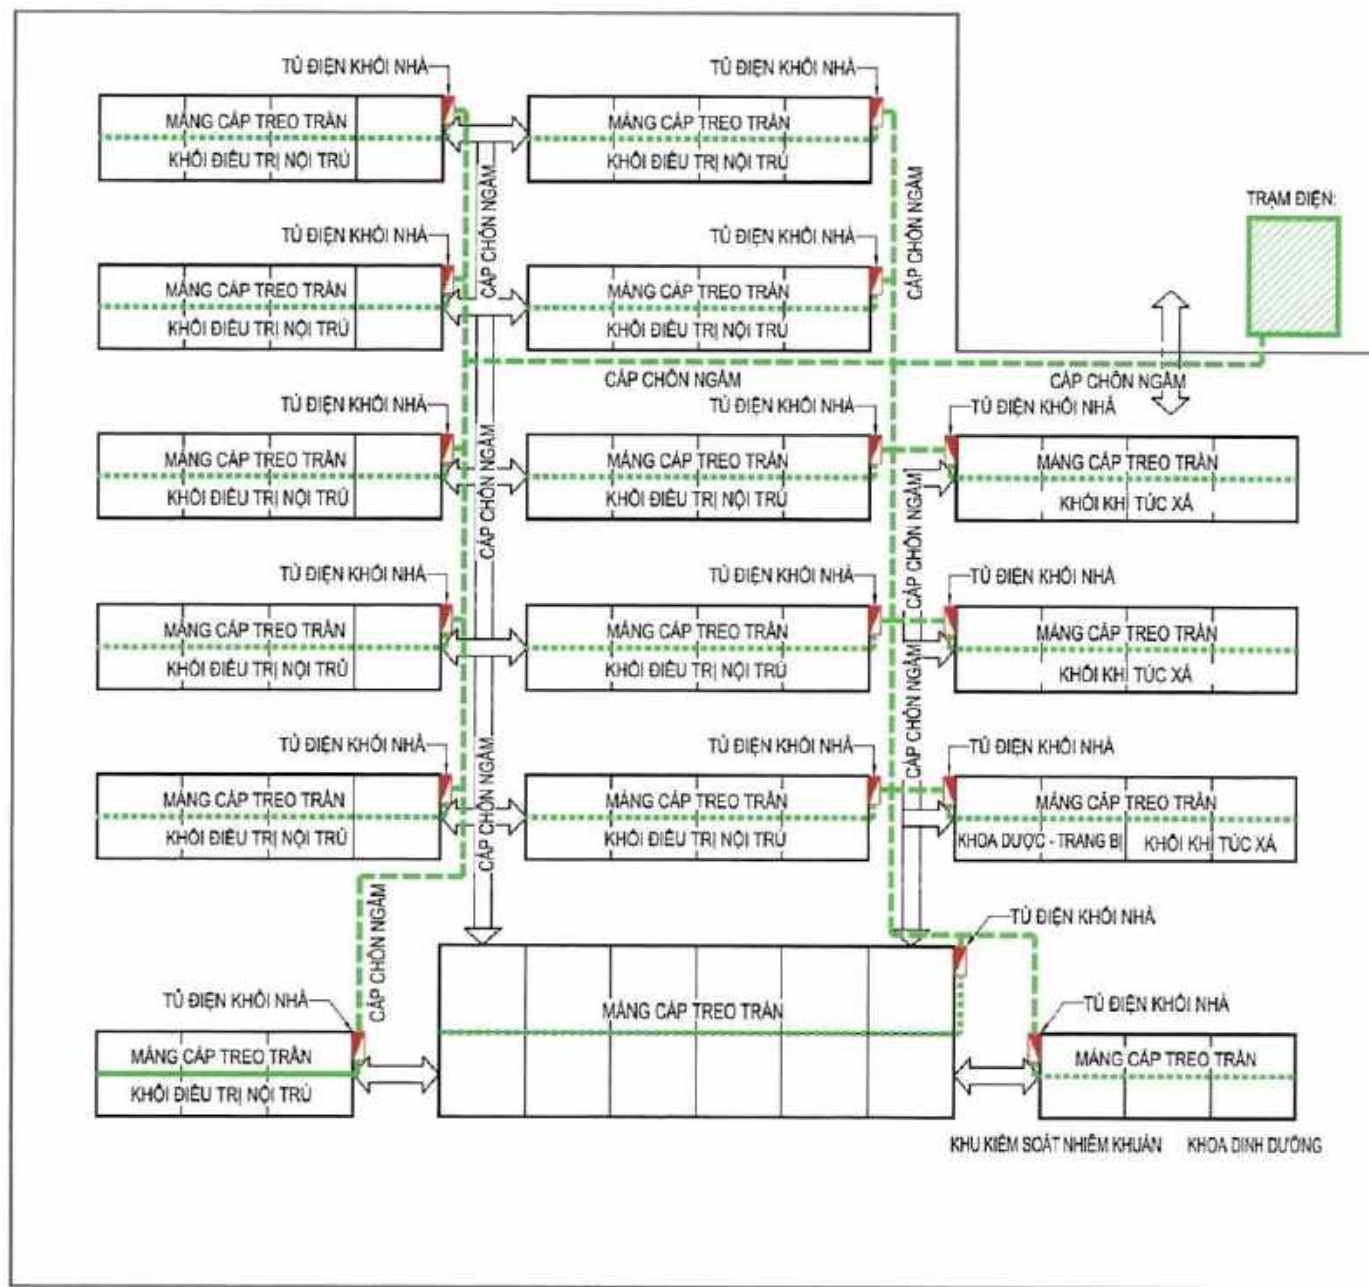 TỦ ĐIỆN KHỐI NHÀ
TỦ ĐIỆN KHỐI NHÀ
MÁNG CÁP TREO TRẦN
KHỐI ĐIỀU TRỊ NỘI TRÚ
MÁNG CÁP TREO TRẦN
KHỐI ĐIỀU TRỊ NỘI TRÚ
CÁP CHÔN NGẦM
CÁP CHÔN NGẦM
TRẠM ĐIỆN:
TỦ ĐIỆN KHỐI NHÀ
TỦ ĐIỆN KHỐI NHÀ
MÁNG CÁP TREO TRẦN
KHỐI ĐIỀU TRỊ NỘI TRÚ
MÁNG CÁP TREO TRẦN
KHỐI ĐIỀU TRỊ NỘI TRÚ
CÁP CHÔN NGẦM
CÁP CHÔN NGẦM
TỦ ĐIỆN KHỐI NHÀ
TỦ ĐIỆN KHỐI NHÀ
TỦ ĐIỆN KHỐI NHÀ
MÁNG CÁP TREO TRẦN
KHỐI ĐIỀU TRỊ NỘI TRÚ
MÁNG CÁP TREO TRẦN
KHỐI ĐIỀU TRỊ NỘI TRÚ
MÁNG CÁP TREO TRẦN
KHỐI KHI TÚC XÁ
CÁP CHÔN NGẦM
CÁP CHÔN NGẦM
TỦ ĐIỆN KHỐI NHÀ
TỦ ĐIỆN KHỐI NHÀ
TỦ ĐIỆN KHỐI NHÀ
MÁNG CÁP TREO TRẦN
KHỐI ĐIỀU TRỊ NỘI TRÚ
MÁNG CÁP TREO TRẦN
KHỐI ĐIỀU TRỊ NỘI TRÚ
MÁNG CÁP TREO TRẦN
KHỐI KHI TÚC XÁ
CÁP CHÔN NGẦM
CÁP CHÔN NGẦM
TỦ ĐIỆN KHỐI NHÀ
TỦ ĐIỆN KHỐI NHÀ
TỦ ĐIỆN KHỐI NHÀ
MÁNG CÁP TREO TRẦN
KHỐI ĐIỀU TRỊ NỘI TRÚ
MÁNG CÁP TREO TRẦN
KHỐI ĐIỀU TRỊ NỘI TRÚ
MÁNG CÁP TREO TRẦN
KHOA DƯỢC - TRANG BỊ
KHỐI KHI TÚC XÁ
CÁP CHÔN NGẦM
TỦ ĐIỆN KHỐI NHÀ
TỦ ĐIỆN KHỐI NHÀ
TỦ ĐIỆN KHỐI NHÀ
MÁNG CÁP TREO TRẦN
MÁNG CÁP TREO TRẦN
KHỐI ĐIỀU TRỊ NỘI TRÚ
MÁNG CÁP TREO TRẦN
KHU KIỂM SOÁT NHIỄM KHUẨN
KHOA DINH DƯỠNG